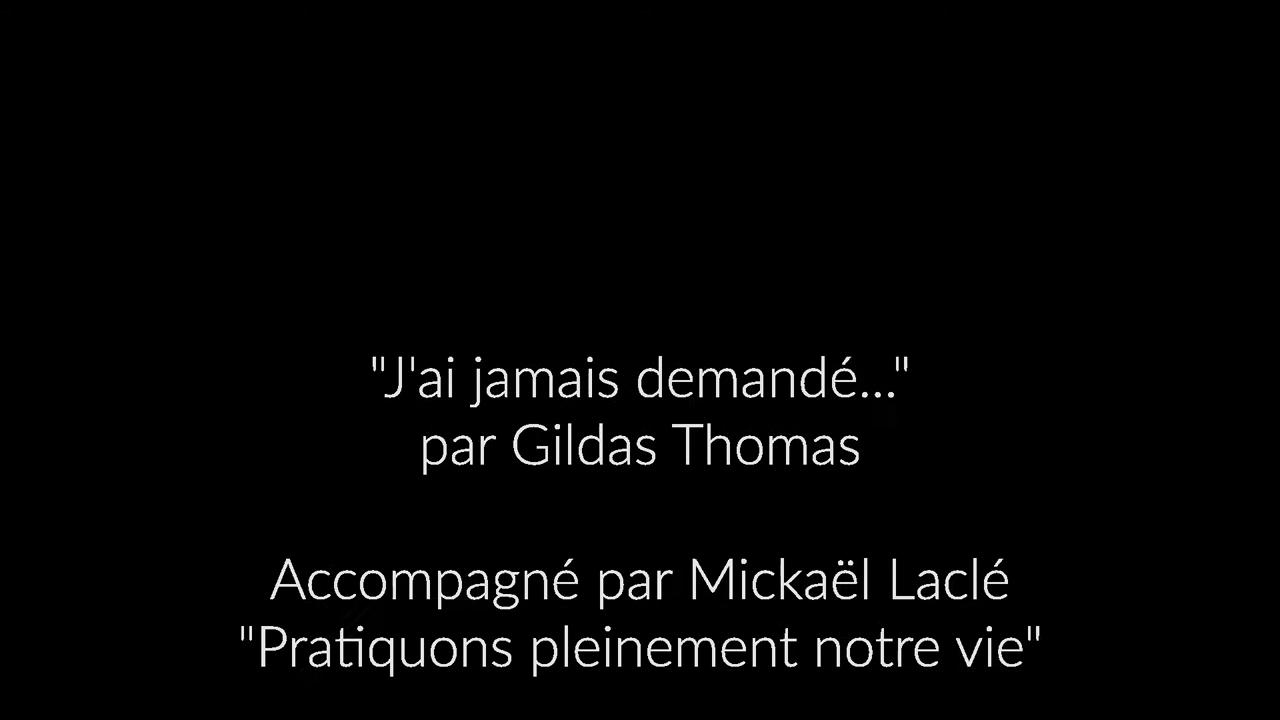 "J'ai jamais demandé..."
par Gildas Thomas
Accompagné par Mickaël Laclé
"Pratiquons pleinement notre vie"